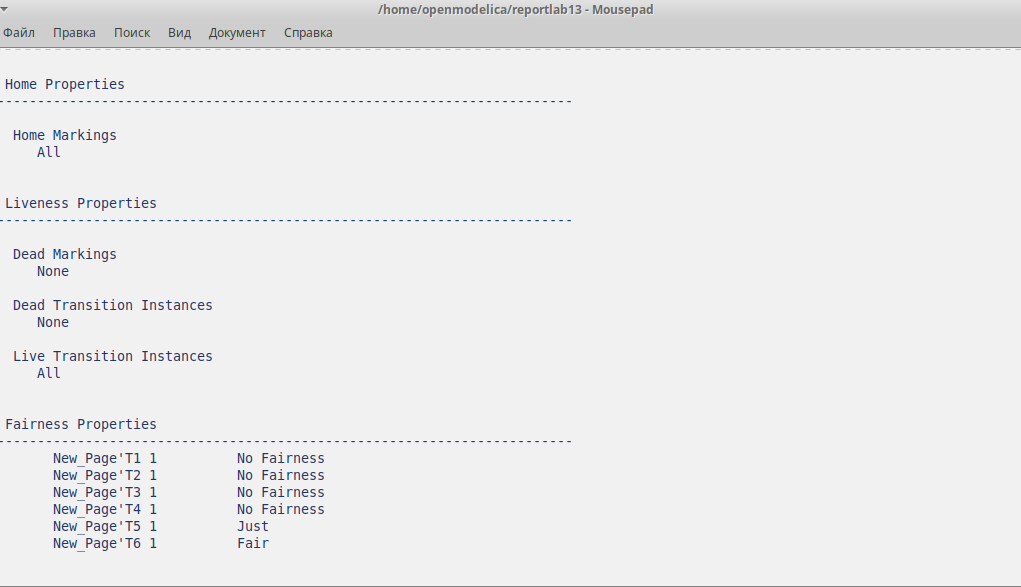 /home/openmodelica/reportlab13 - Mousepad
Файл Правка Поиск Вид Документ Справка
Home Properties
------------------------------------------------------------------------
Home Markings
All
Liveness Properties
------------------------------------------------------------------------
Dead Markings
None
Dead Transition Instances
None
Live Transition Instances
All
Fairness Properties
------------------------------------------------------------------------
New_Page'T1 1 No Fairness
New_Page'T2 1 No Fairness
New_Page'T3 1 No Fairness
New_Page'T4 1 No Fairness
New_Page'T5 1 Just
New_Page'T6 1 Fair